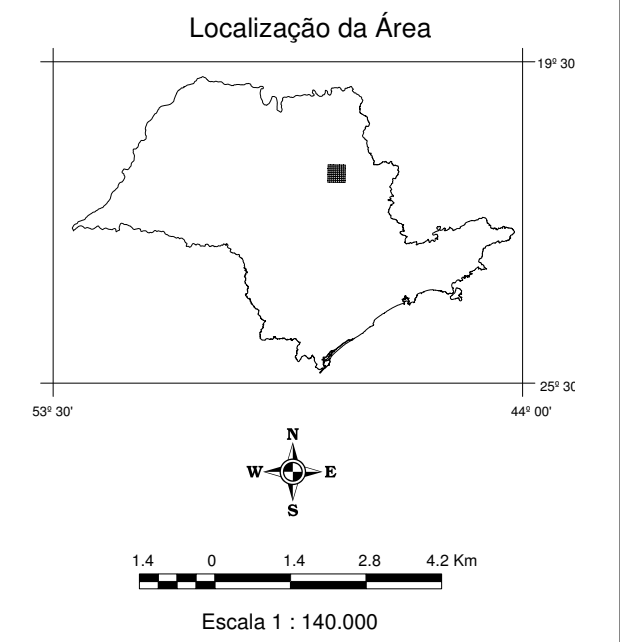 Localização da Área
19º 30
25º 30
53º 30' 44º 00'
N
W E
S
1.4 0 1.4 2.8 4.2 Km
Escala 1 : 140.000